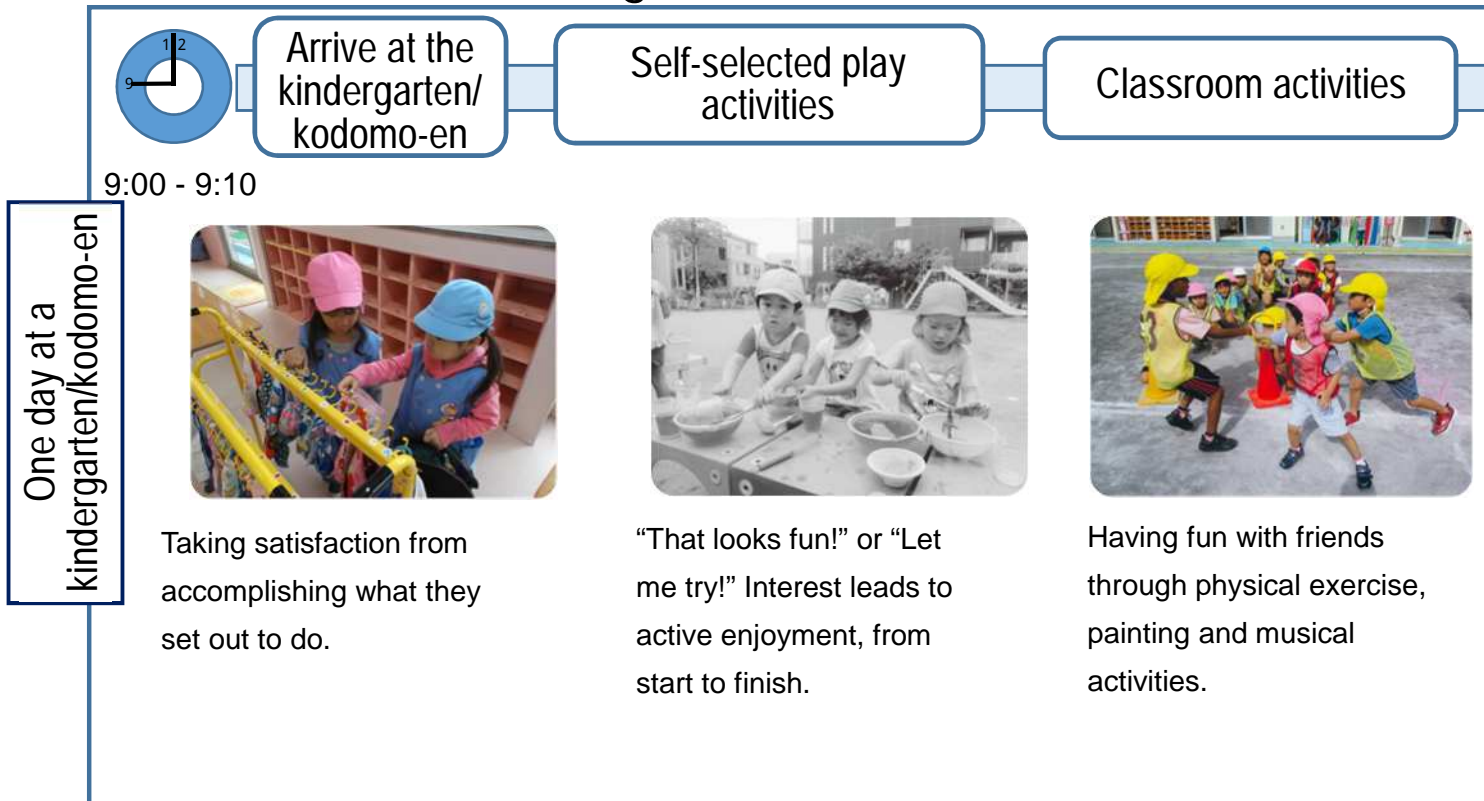 12
9
Arrive at the
kindergarten/
kodomo-en
Self-selected play
activities
Classroom activities
9:00 - 9:10
One day at a
kindergarten/kodomo-en
Taking satisfaction from
accomplishing what they
set out to do.
“That looks fun!” or “Let
me try!” Interest leads to
active enjoyment, from
start to finish.
Having fun with friends
through physical exercise,
painting and musical
activities.